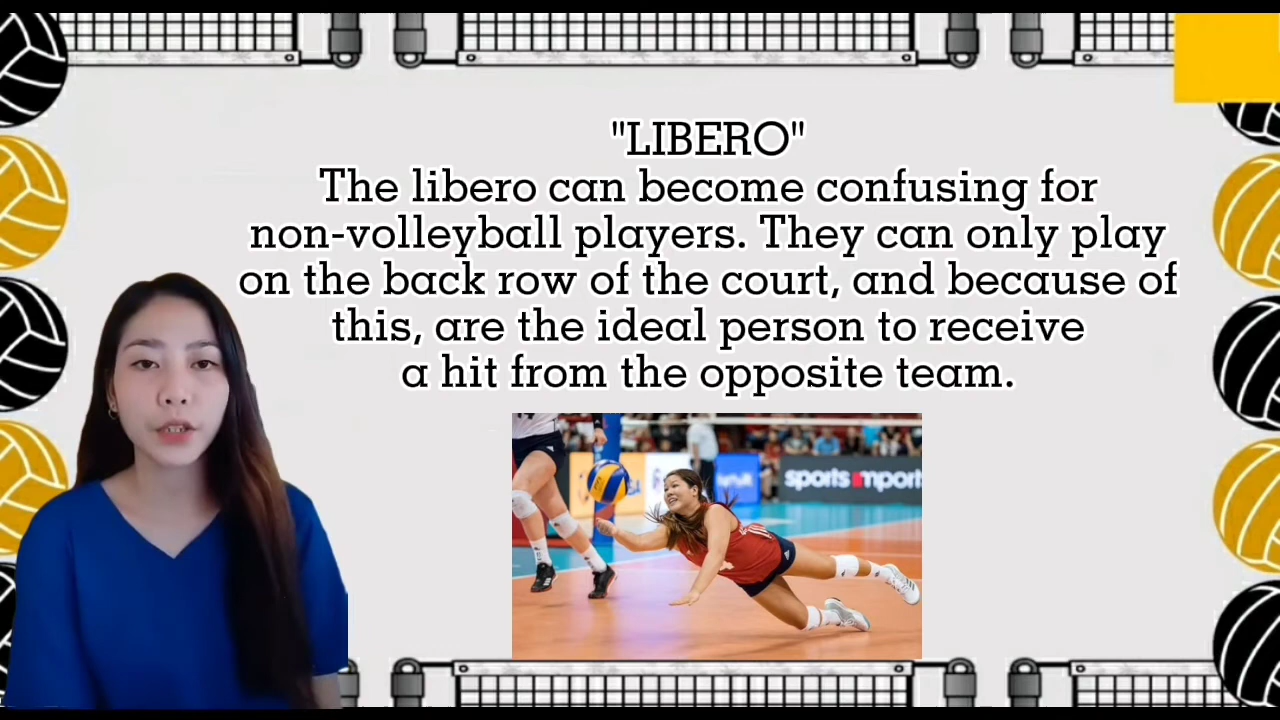 "LIBERO"
The libero can become confusing for
non-volleyball players. They can only play
on the back row of the court, and because of
this, are the ideal person to receive
a hit from the opposite team.
sports import